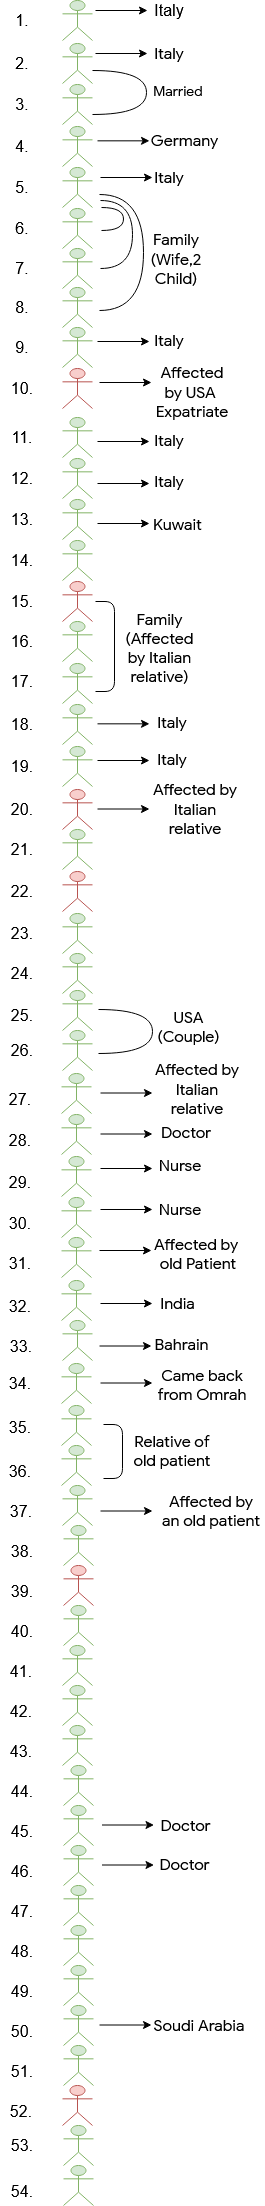 1.
Italy
2.
Italy
3.
Married
4.
Germany
5.
Italy
6.
Family
(Wife,2
Child)
7.
8.
9.
Italy
10.
Affected
by USA
Expatriate
11.
Italy
12.
Italy
13.
Kuwait
14.
15.
Family
(Affected
by Italian
relative)
16.
17.
18.
Italy
19.
Italy
20.
Affected by
Italian
relative
21.
22.
23.
24.
25.
USA
(Couple)
26.
27.
Affected by
Italian
relative
28.
Doctor
29.
Nurse
30.
Nurse
31.
Affected by
old Patient
32.
India
33.
Bahrain
34.
Came back
from Omrah
35.
Relative of
old patient
36.
37.
Affected by
an old patient
38.
39.
40.
41.
42.
43.
44.
45.
Doctor
46.
Doctor
47.
48.
49.
50.
Soudi Arabia
51.
52.
53.
54.